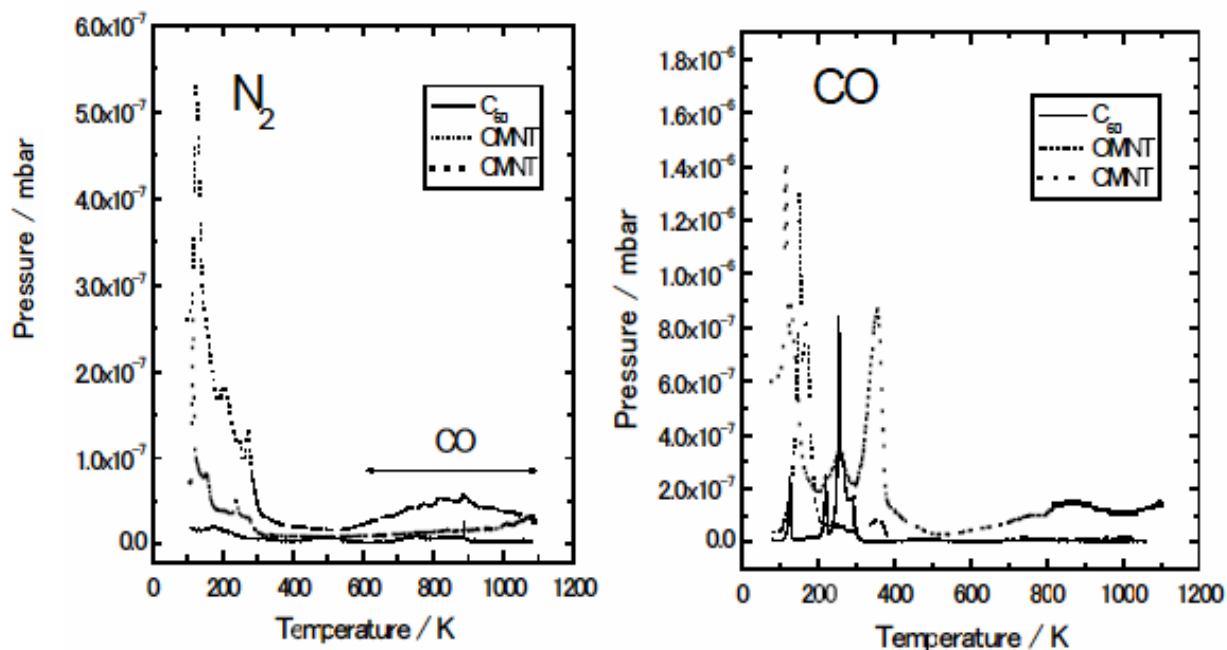 6.0x10⁻⁷
5.0x10⁻⁷
4.0x10⁻⁷
3.0x10⁻⁷
2.0x10⁻⁷
1.0x10⁻⁷
0.0
Pressure / mbar
N₂
C₆₀
OMNT
OMNT
CO
0 200 400 600 800 1000 1200
Temperature / K
1.8x10⁻⁶
1.6x10⁻⁶
1.4x10⁻⁶
1.2x10⁻⁶
1.0x10⁻⁶
8.0x10⁻⁷
6.0x10⁻⁷
4.0x10⁻⁷
2.0x10⁻⁷
0.0
Pressure / mbar
CO
C₆₀
OMNT
OMNT
0 200 400 600 800 1000 1200
Temperature / K